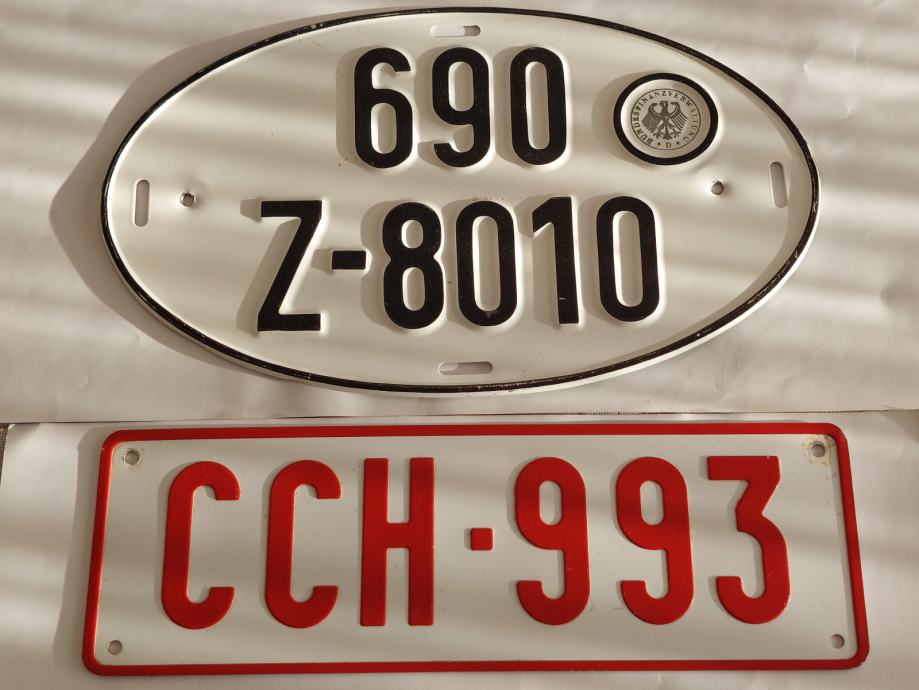 690
BUNDESFINANZVERWALTUNG
D
Z-8010
CCH·993